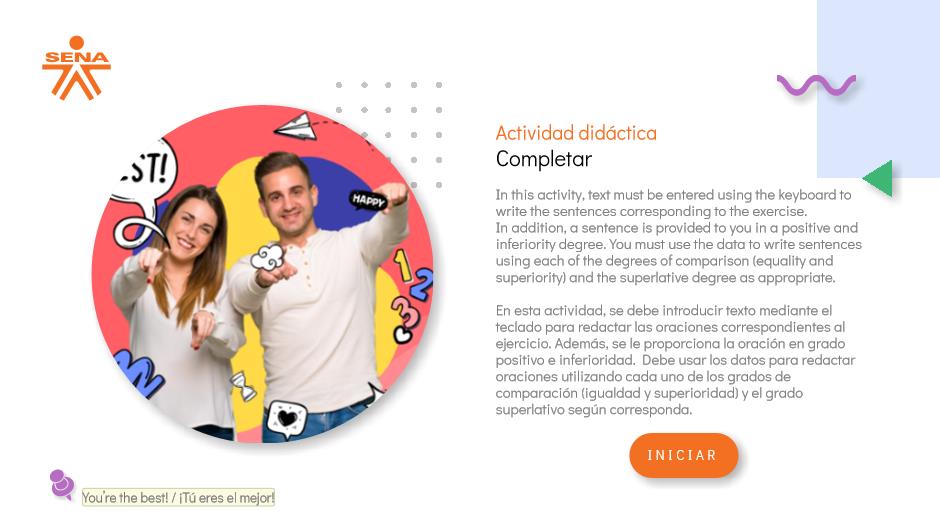 SENA
ST!
HAPPY
1
2
3
Actividad didáctica
Completar
In this activity, text must be entered using the keyboard to
write the sentences corresponding to the exercise.
In addition, a sentence is provided to you in a positive and
inferiority degree. You must use the data to write sentences
using each of the degrees of comparison (equality and
superiority) and the superlative degree as appropriate.
En esta actividad, se debe introducir texto mediante el
teclado para redactar las oraciones correspondientes al
ejercicio. Además, se le proporciona la oración en grado
positivo e inferioridad. Debe usar los datos para redactar
oraciones utilizando cada uno de los grados de
comparación (igualdad y superioridad) y el grado
superlativo según corresponda.
INICIAR
You're the best! / ¡Tú eres el mejor!